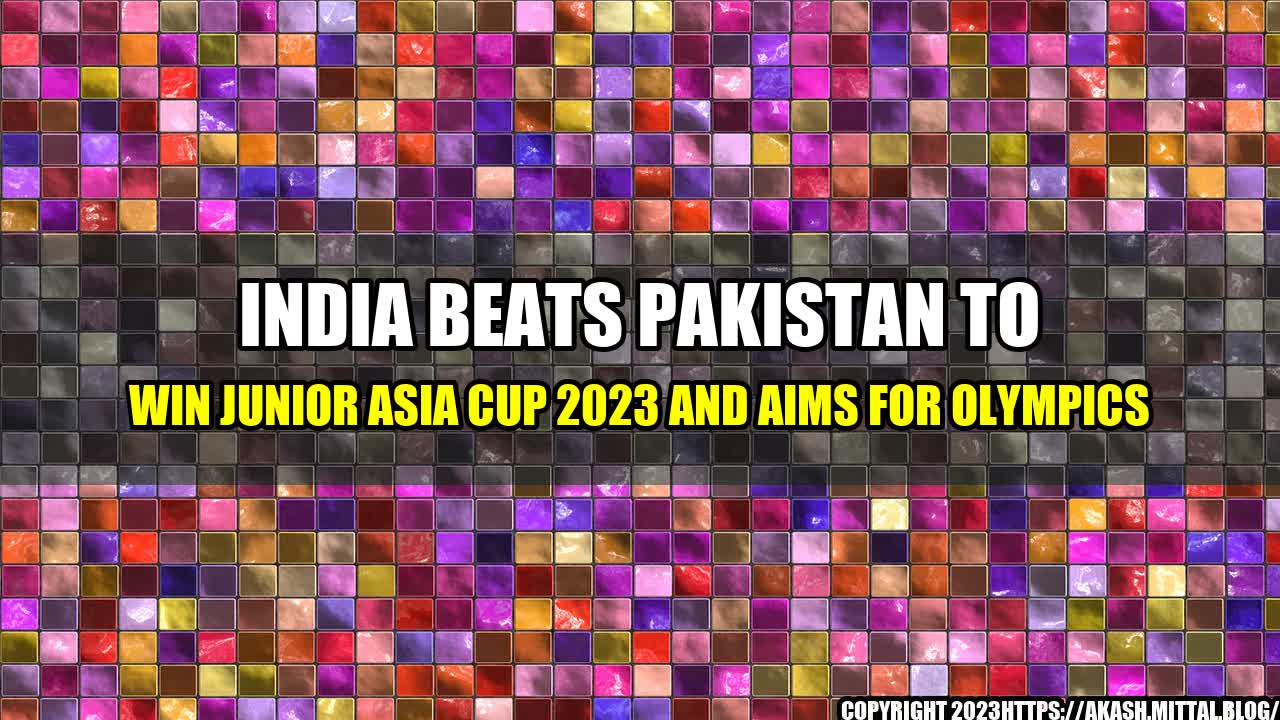 INDIA BEATS PAKISTAN TO
WIN JUNIOR ASIA CUP 2023 AND AIMS FOR OLYMPICS
COPYRIGHT 2023HTTPS://AKASH.MITTAL.BLOG/